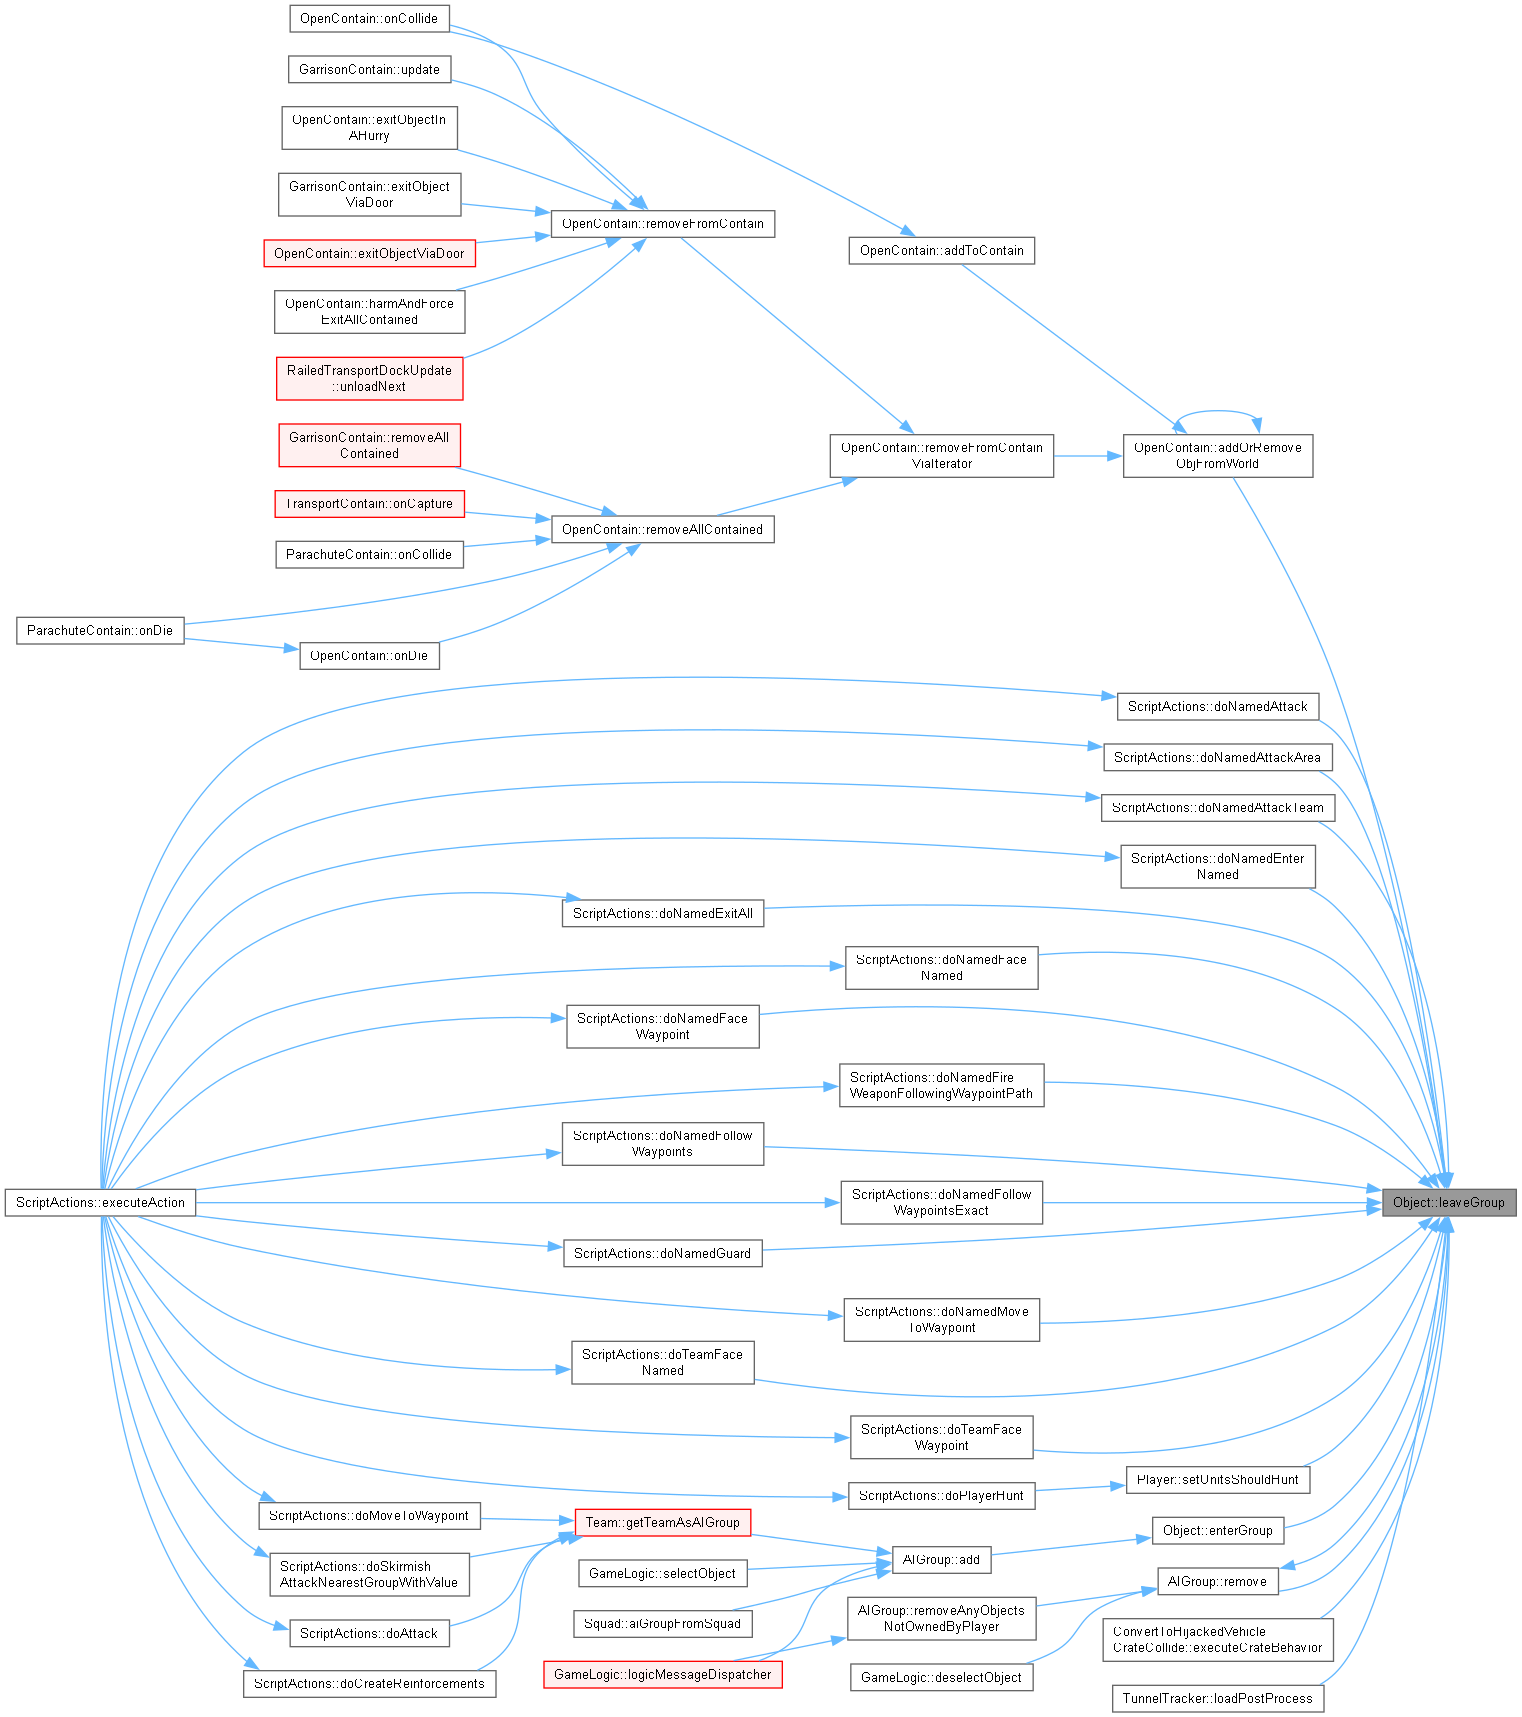 OpenContain::onCollide
GarrisonContain::update
OpenContain::exitObjectIn
AHurry
GarrisonContain::exitObject
ViaDoor
OpenContain::removeFromContain
OpenContain::addToContain
OpenContain::exitObjectViaDoor
OpenContain::harmAndForce
ExitAllContained
RailedTransportDockUpdate
::unloadNext
GarrisonContain::removeAll
Contained
OpenContain::removeFromContain
ViaIterator
OpenContain::addOrRemove
ObjFromWorld
TransportContain::onCapture
OpenContain::removeAllContained
ParachuteContain::onCollide
ParachuteContain::onDie
OpenContain::onDie
ScriptActions::doNamedAttack
ScriptActions::doNamedAttackArea
ScriptActions::doNamedAttackTeam
ScriptActions::doNamedEnter
Named
ScriptActions::doNamedExitAll
ScriptActions::doNamedFace
Named
ScriptActions::doNamedFace
Waypoint
ScriptActions::doNamedFire
WeaponFollowingWaypointPath
ScriptActions::doNamedFollow
Waypoints
ScriptActions::executeAction
ScriptActions::doNamedFollow
WaypointsExact
Object::leaveGroup
ScriptActions::doNamedGuard
ScriptActions::doNamedMove
ToWaypoint
ScriptActions::doTeamFace
Named
ScriptActions::doTeamFace
Waypoint
Player::setUnitsShouldHunt
ScriptActions::doPlayerHunt
ScriptActions::doMoveToWaypoint
Team::getTeamAsAIGroup
Object::enterGroup
AIGroup::add
ScriptActions::doSkirmish
AttackNearestGroupWithValue
GameLogic::selectObject
AIGroup::remove
Squad::aiGroupFromSquad
AIGroup::removeAnyObjects
NotOwnedByPlayer
ScriptActions::doAttack
ConvertToHijackedVehicle
CrateCollide::executeCrateBehavior
GameLogic::logicMessageDispatcher
GameLogic::deselectObject
ScriptActions::doCreateReinforcements
TunnelTracker::loadPostProcess